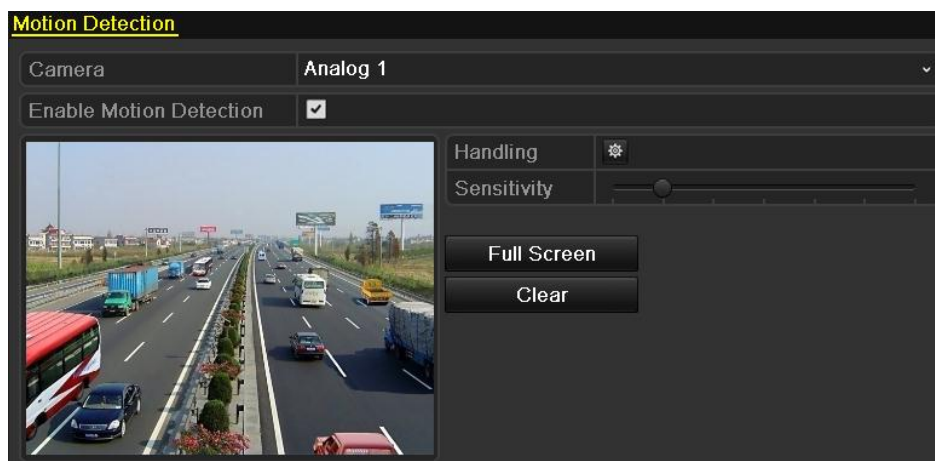 Motion Detection
Camera Analog 1
Enable Motion Detection
Handling
Sensitivity
Full Screen
Clear